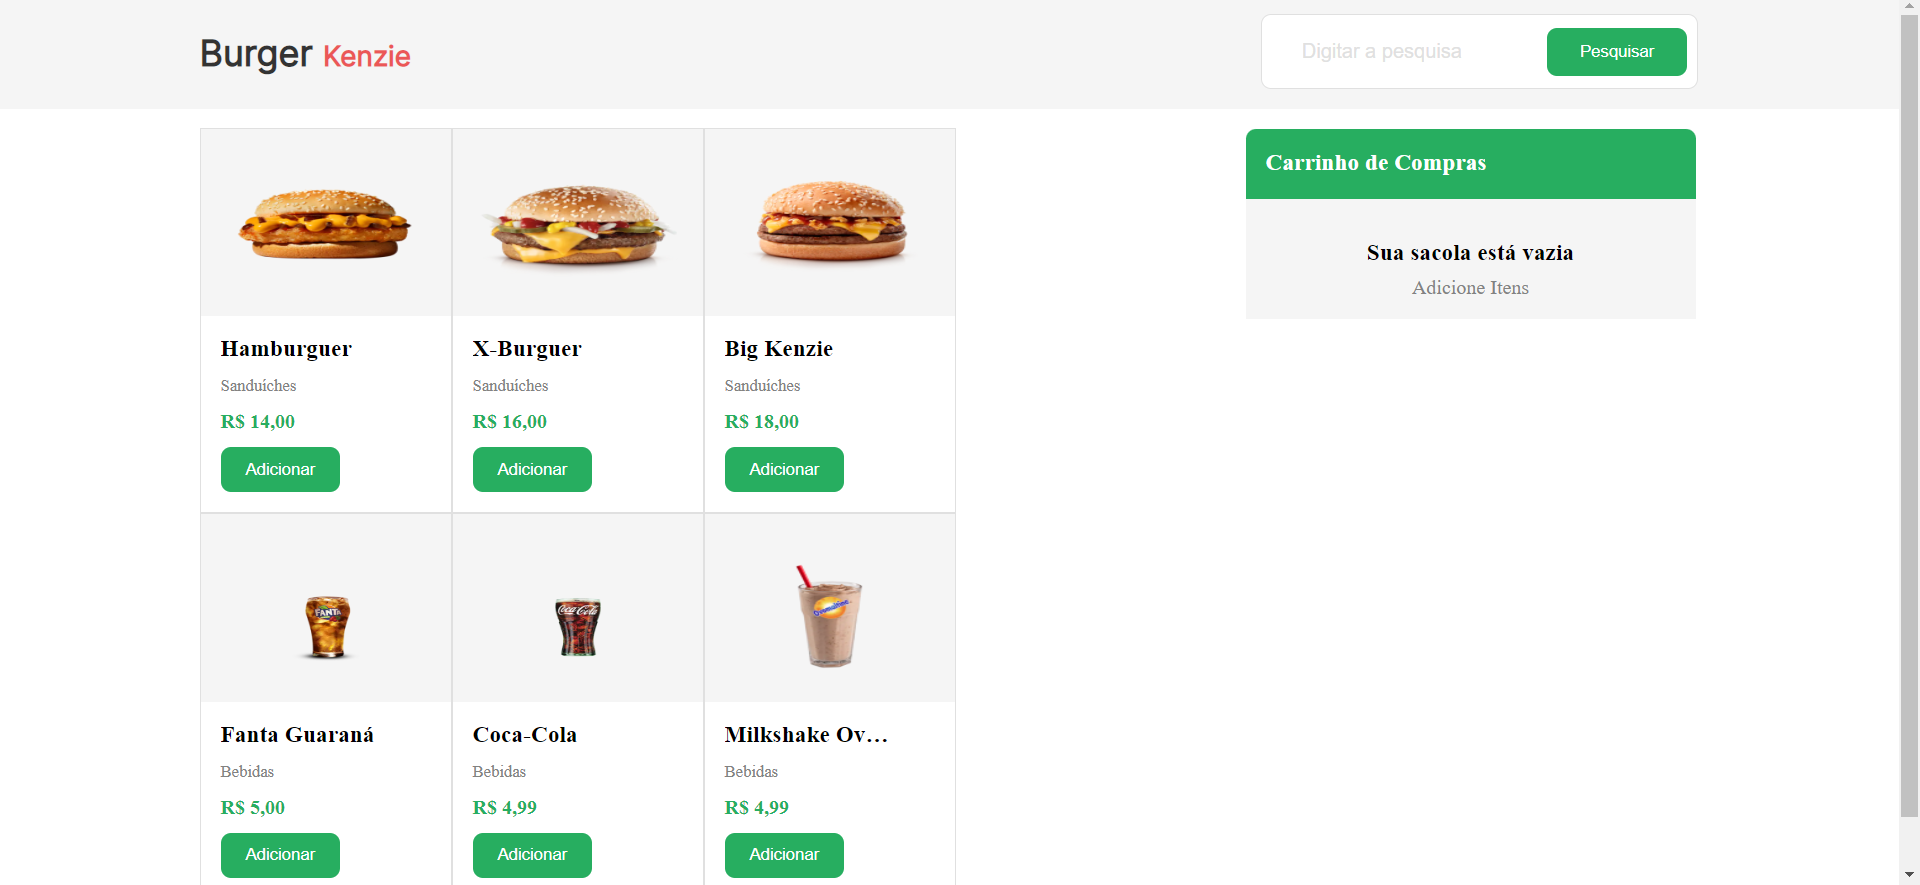 Burger Kenzie
Digitar a pesquisa
Pesquisar
Hamburguer
Sanduíches
R$ 14,00
Adicionar
X-Burguer
Sanduíches
R$ 16,00
Adicionar
Big Kenzie
Sanduíches
R$ 18,00
Adicionar
FANTA
Fanta Guaraná
Bebidas
R$ 5,00
Adicionar
Coca-Cola
Coca-Cola
Bebidas
R$ 4,99
Adicionar
Ovomaltine
Milkshake Ov...
Bebidas
R$ 4,99
Adicionar
Carrinho de Compras
Sua sacola está vazia
Adicione Itens